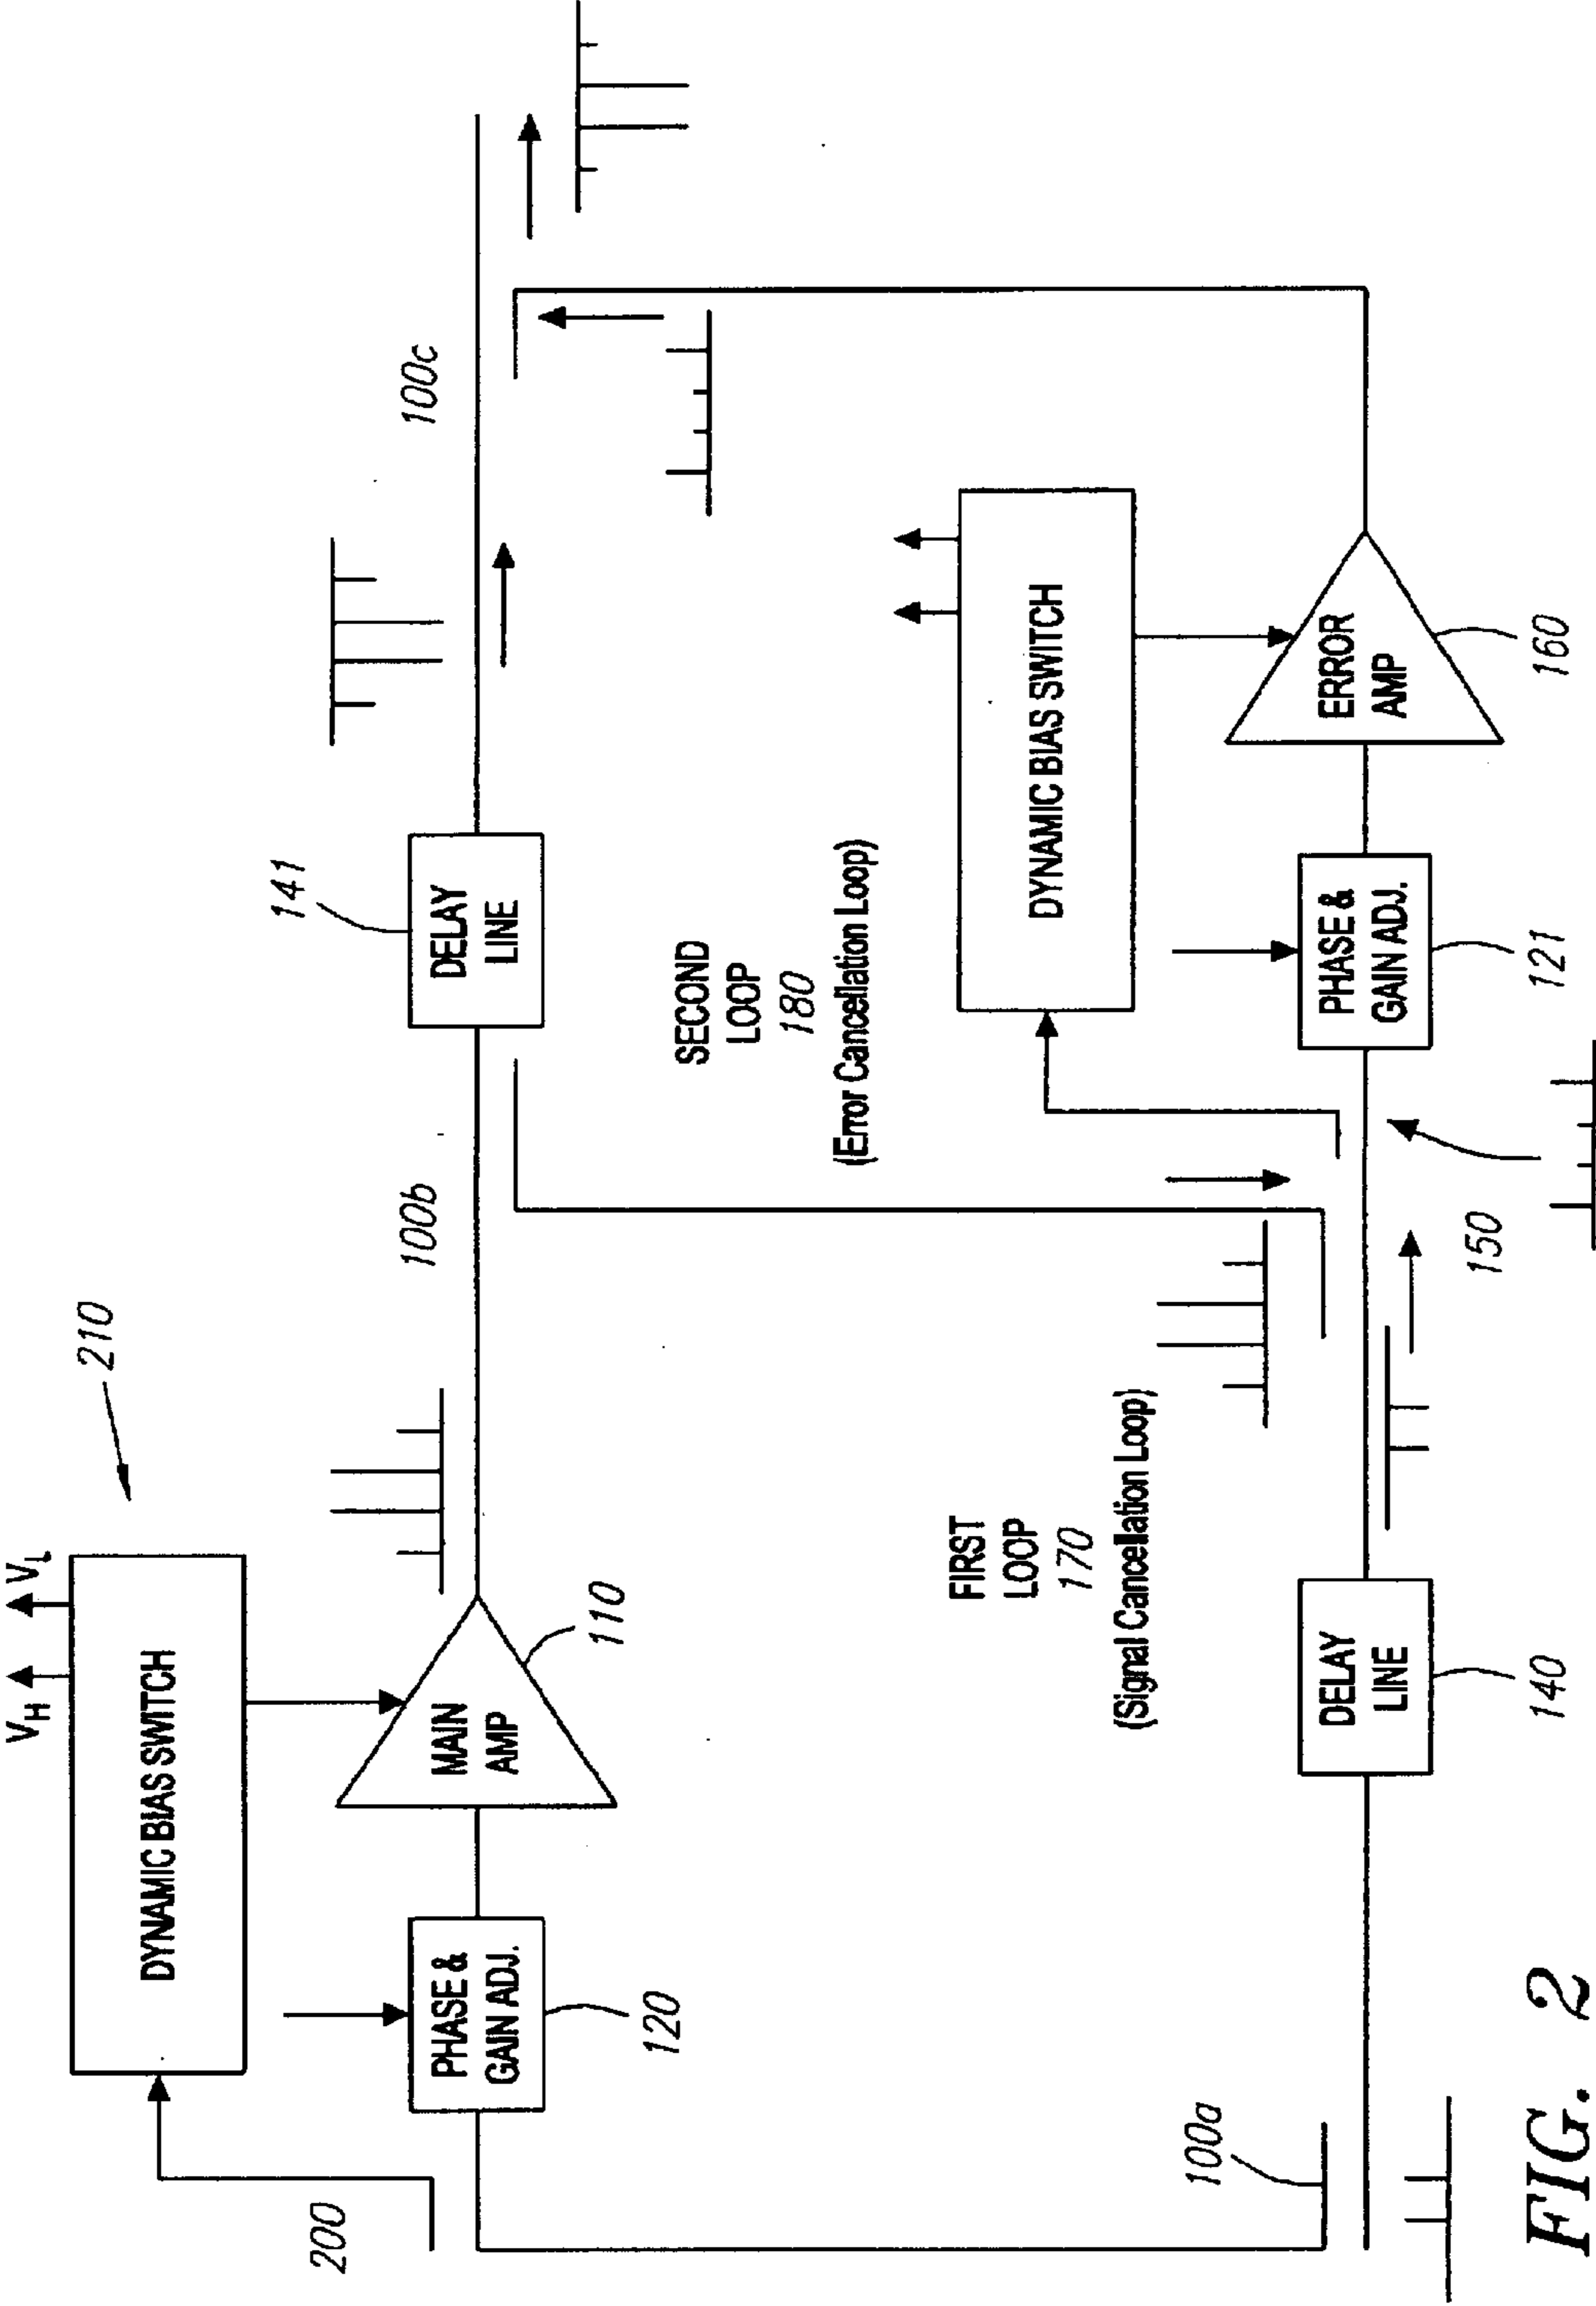 V_H V_L
210
DYNAMIC BIAS SWITCH
200
PHASE &
GAIN ADJ.
120
MAIN
AMP
110
100b
DELAY
LINE
141
100c
FIRST
LOOP
170
(Signal Cancellation Loop)
SECOND
LOOP
180
(Error Cancellation Loop)
DYNAMIC BIAS SWITCH
100a
DELAY
LINE
140
150
PHASE &
GAIN ADJ.
121
ERROR
AMP
160
FIG. 2